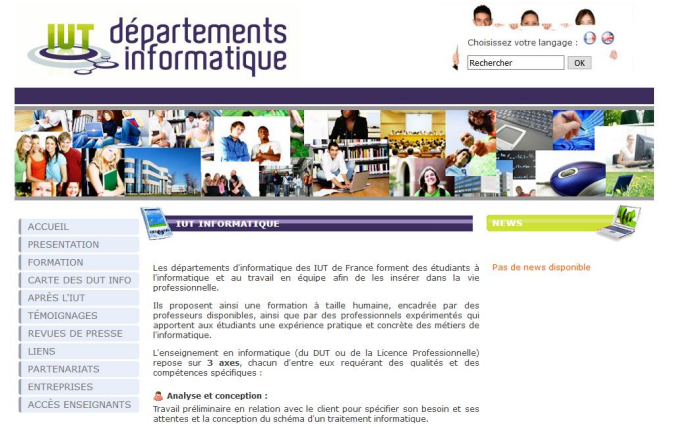 IUT départements
informatique
Choisissez votre langage :
Rechercher OK
ACCUEIL
PRESENTATION
FORMATION
CARTE DES DUT INFO
APRÈS L'IUT
TÉMOIGNAGES
REVUES DE PRESSE
LIENS
PARTENARIATS
ENTREPRISES
ACCÈS ENSEIGNANTS
IUT INFORMATIQUE
Les départements d'informatique des IUT de France forment des étudiants à
l'informatique et au travail en équipe afin de les insérer dans la vie
professionnelle.
Ils proposent ainsi une formation à taille humaine, encadrée par des
professeurs disponibles, ainsi que par des professionnels expérimentés qui
apportent aux étudiants une expérience pratique et concrète des métiers de
l'informatique.
L'enseignement en informatique (du DUT ou de la Licence Professionnelle)
repose sur 3 axes, chacun d'entre eux requérant des qualités et des
compétences spécifiques :
Analyse et conception :
Travail préliminaire en relation avec le client pour spécifier son besoin et ses
attentes et la conception du schéma d'un traitement informatique.
NEWS
Pas de news disponible